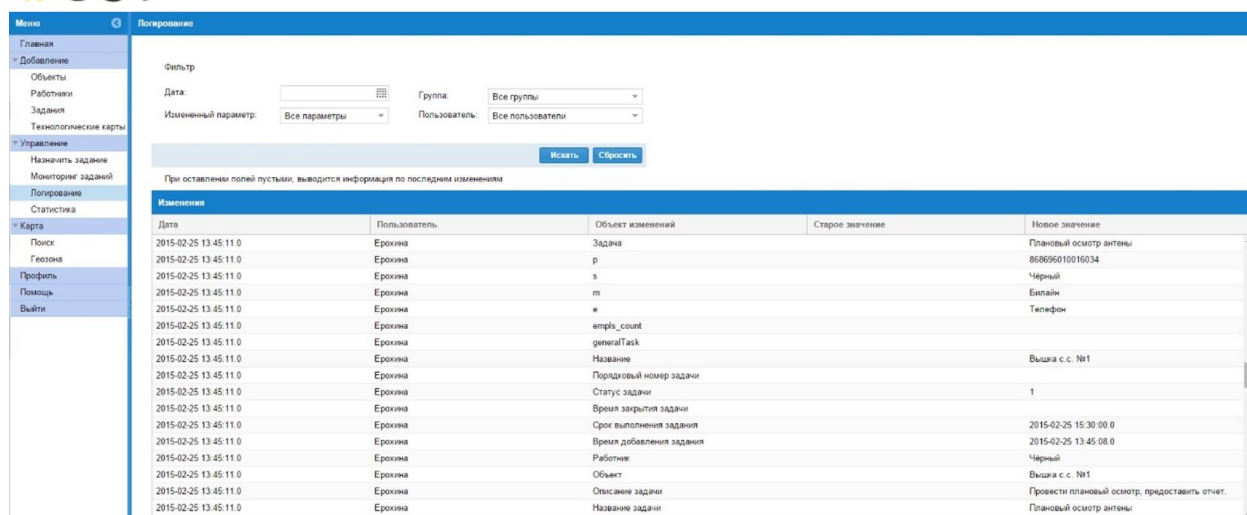 Меню
Логирование
Главная
Добавление
Объекты
Работники
Задания
Технологические карты
Управление
Назначить задание
Мониторинг заданий
Логирование
Статистика
Карта
Поиск
Геозона
Профиль
Помощь
Выйти
Фильтр
Дата: Группа: Все группы
Измененный параметр: Все параметры Пользователь: Все пользователи
Искать Сбросить
При оставлении полей пустыми, выводится информация по последним изменениям
Изменения
Дата Пользователь Объект изменений Старое значение Новое значение
2015-02-25 13:45:11.0 Ерохина Задача Плановый осмотр антены
2015-02-25 13:45:11.0 Ерохина p 868696010016034
2015-02-25 13:45:11.0 Ерохина s Чёрный
2015-02-25 13:45:11.0 Ерохина m Билайн
2015-02-25 13:45:11.0 Ерохина e Телефон
2015-02-25 13:45:11.0 Ерохина empls_count
2015-02-25 13:45:11.0 Ерохина generalTask
2015-02-25 13:45:11.0 Ерохина Название Вышка с.с. №1
2015-02-25 13:45:11.0 Ерохина Порядковый номер задачи
2015-02-25 13:45:11.0 Ерохина Статус задачи 1
2015-02-25 13:45:11.0 Ерохина Время закрытия задачи
2015-02-25 13:45:11.0 Ерохина Срок выполнения задания 2015-02-25 15:30:00.0
2015-02-25 13:45:11.0 Ерохина Время добавления задания 2015-02-25 13:45:08.0
2015-02-25 13:45:11.0 Ерохина Работник Чёрный
2015-02-25 13:45:11.0 Ерохина Объект Вышка с.с. №1
2015-02-25 13:45:11.0 Ерохина Описание задачи Провести плановый осмотр, предоставить отчет.
2015-02-25 13:45:11.0 Ерохина Название задачи Плановый осмотр антены